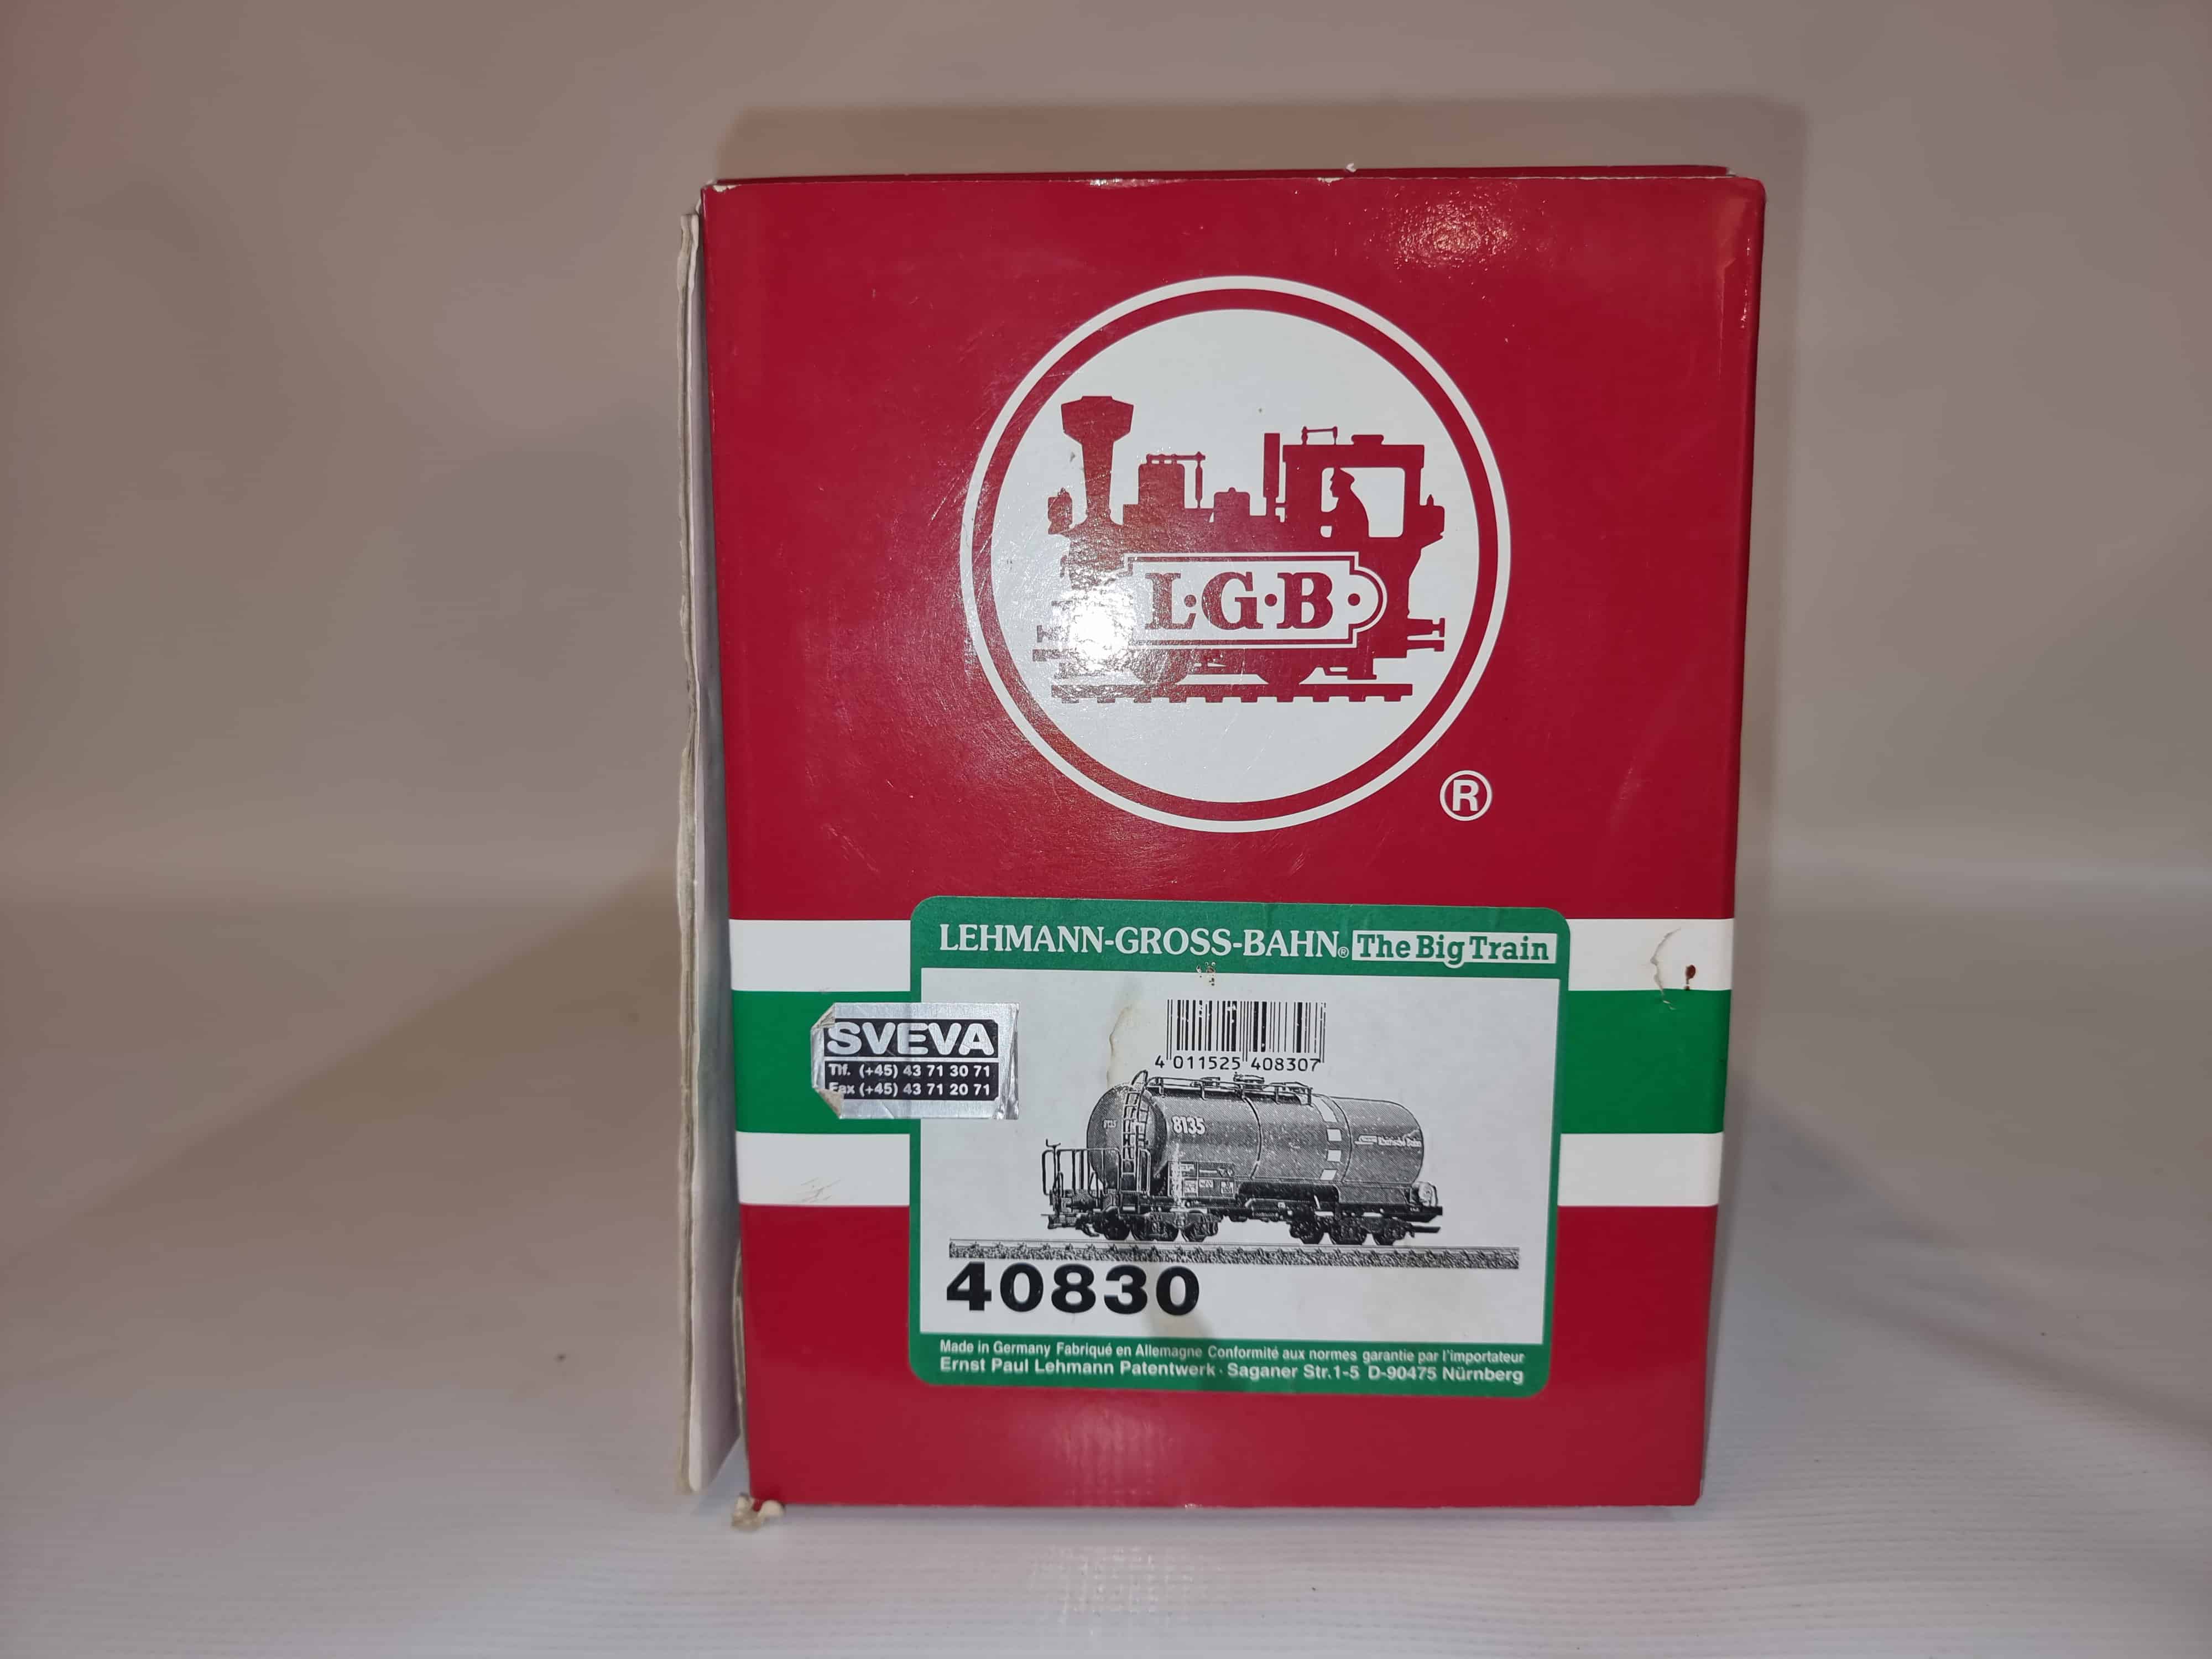 L·G·B·
®
LEHMANN-GROSS-BAHN® The Big Train
SVEVA
Tlf. (+45) 43 71 30 71
Fax (+45) 43 71 20 71
4 011525 408307
8135
40830
Made in Germany Fabriqué en Allemagne Conformité aux normes garantie par l'importateur
Ernst Paul Lehmann Patentwerk · Saganer Str.1-5 D-90475 Nürnberg